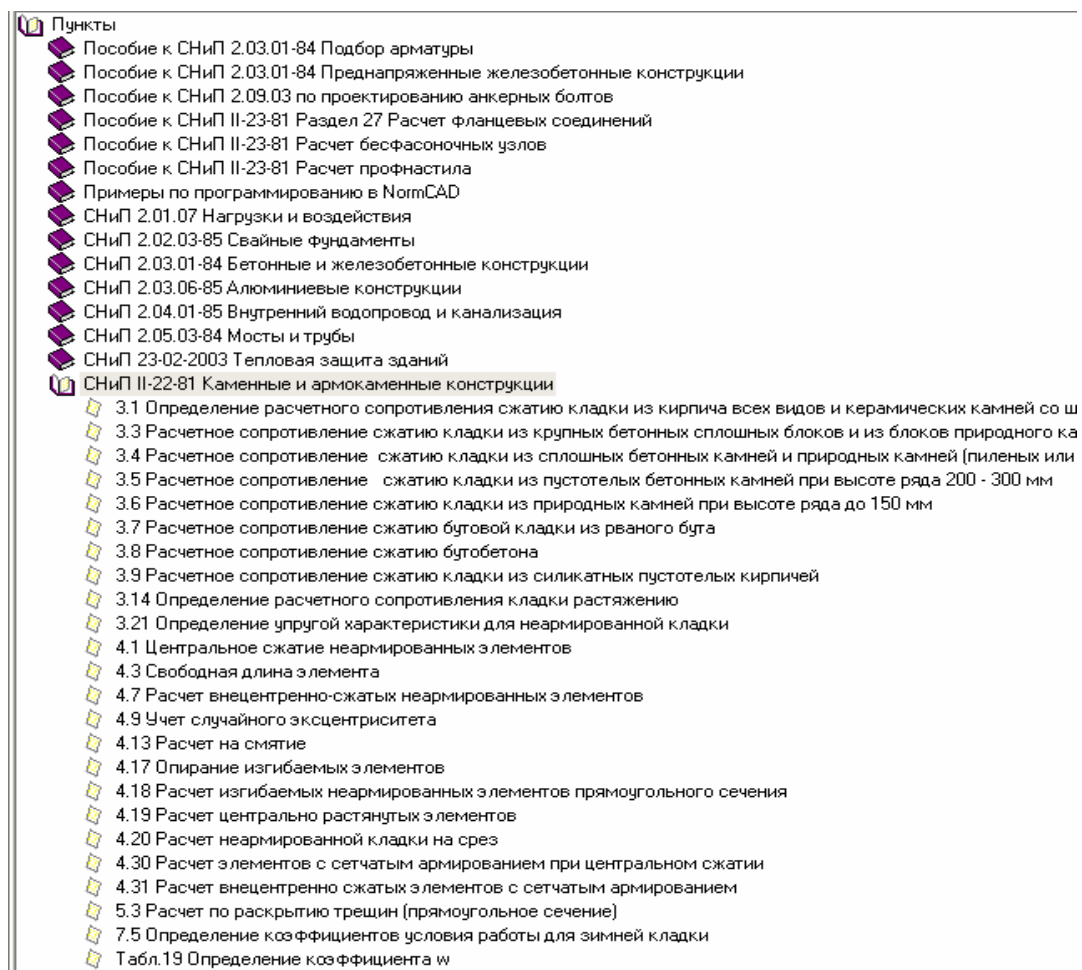 Пункты
Пособие к СНиП 2.03.01-84 Подбор арматуры
Пособие к СНиП 2.03.01-84 Преднапряженные железобетонные конструкции
Пособие к СНиП 2.09.03 по проектированию анкерных болтов
Пособие к СНиП II-23-81 Раздел 27 Расчет фланцевых соединений
Пособие к СНиП II-23-81 Расчет бесфасоночных узлов
Пособие к СНиП II-23-81 Расчет профнастила
Примеры по программированию в NormCAD
СНиП 2.01.07 Нагрузки и воздействия
СНиП 2.02.03-85 Свайные фундаменты
СНиП 2.03.01-84 Бетонные и железобетонные конструкции
СНиП 2.03.06-85 Алюминиевые конструкции
СНиП 2.04.01-85 Внутренний водопровод и канализация
СНиП 2.05.03-84 Мосты и трубы
СНиП 23-02-2003 Тепловая защита зданий
СНиП II-22-81 Каменные и армокаменные конструкции
3.1 Определение расчетного сопротивления сжатию кладки из кирпича всех видов и керамических камней со ш
3.3 Расчетное сопротивление сжатию кладки из крупных бетонных сплошных блоков и из блоков природного ка
3.4 Расчетное сопротивление сжатию кладки из сплошных бетонных камней и природных камней (пиленых или
3.5 Расчетное сопротивление сжатию кладки из пустотелых бетонных камней при высоте ряда 200 - 300 мм
3.6 Расчетное сопротивление сжатию кладки из природных камней при высоте ряда до 150 мм
3.7 Расчетное сопротивление сжатию бутовой кладки из рваного бута
3.8 Расчетное сопротивление сжатию бутобетона
3.9 Расчетное сопротивление сжатию кладки из силикатных пустотелых кирпичей
3.14 Определение расчетного сопротивления кладки растяжению
3.21 Определение упругой характеристики для неармированной кладки
4.1 Центральное сжатие неармированных элементов
4.3 Свободная длина элемента
4.7 Расчет внецентренно-сжатых неармированных элементов
4.9 Учет случайного эксцентриситета
4.13 Расчет на смятие
4.17 Опирание изгибаемых элементов
4.18 Расчет изгибаемых неармированных элементов прямоугольного сечения
4.19 Расчет центрально растянутых элементов
4.20 Расчет неармированной кладки на срез
4.30 Расчет элементов с сетчатым армированием при центральном сжатии
4.31 Расчет внецентренно сжатых элементов с сетчатым армированием
5.3 Расчет по раскрытию трещин (прямоугольное сечение)
7.5 Определение коэффициентов условия работы для зимней кладки
Табл.19 Определение коэффициента w